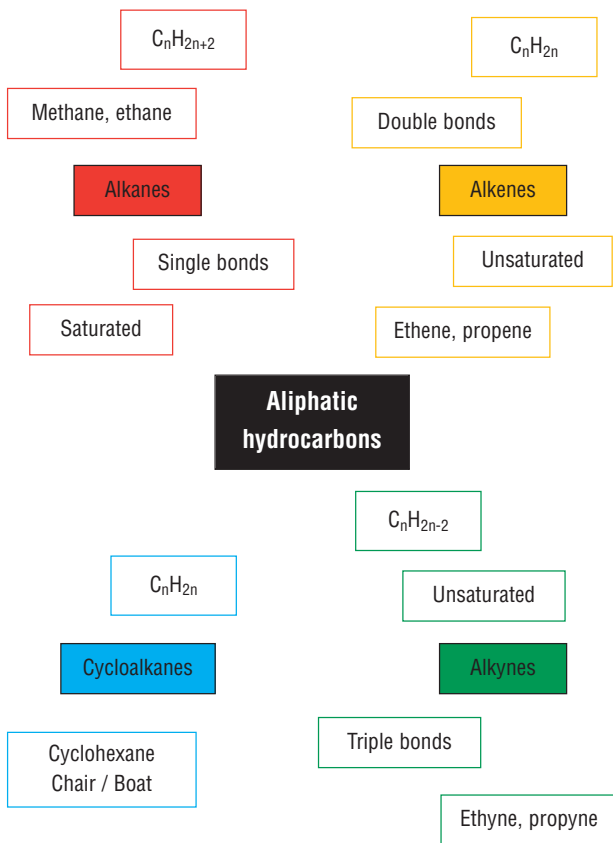 CₙH₂ₙ₊₂
Methane, ethane
Alkanes
Single bonds
Saturated
CₙH₂ₙ
Double bonds
Alkenes
Unsaturated
Ethene, propene
Aliphatic
hydrocarbons
CₙH₂ₙ
Cycloalkanes
Cyclohexane
Chair / Boat
CₙH₂ₙ₋₂
Unsaturated
Alkynes
Triple bonds
Ethyne, propyne